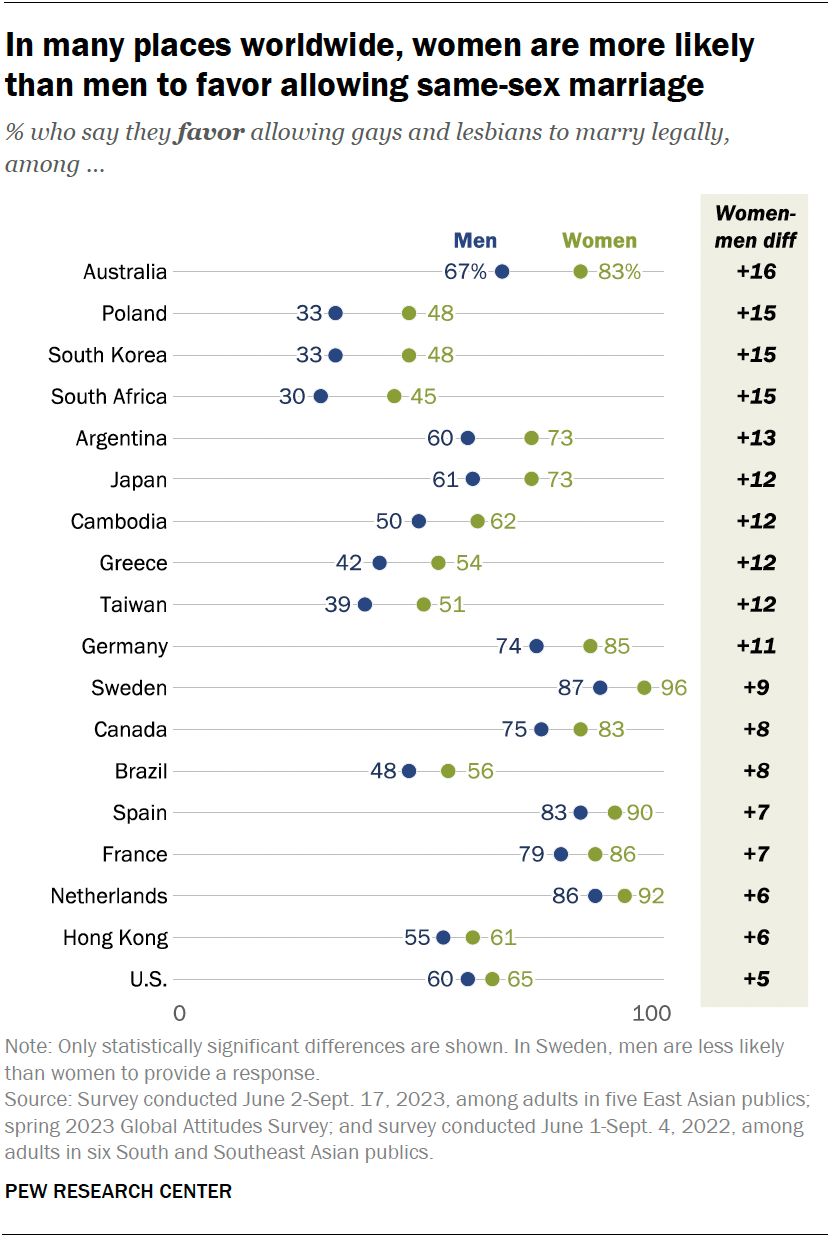 In many places worldwide, women are more likely
than men to favor allowing same-sex marriage
% who say they favor allowing gays and lesbians to marry legally,
among ...
Women-
men diff
Men Women
Australia 67% 83% +16
Poland 33 48 +15
South Korea 33 48 +15
South Africa 30 45 +15
Argentina 60 73 +13
Japan 61 73 +12
Cambodia 50 62 +12
Greece 42 54 +12
Taiwan 39 51 +12
Germany 74 85 +11
Sweden 87 96 +9
Canada 75 83 +8
Brazil 48 56 +8
Spain 83 90 +7
France 79 86 +7
Netherlands 86 92 +6
Hong Kong 55 61 +6
U.S. 60 65 +5
0 100
Note: Only statistically significant differences are shown. In Sweden, men are less likely
than women to provide a response.
Source: Survey conducted June 2-Sept. 17, 2023, among adults in five East Asian publics;
spring 2023 Global Attitudes Survey; and survey conducted June 1-Sept. 4, 2022, among
adults in six South and Southeast Asian publics.
PEW RESEARCH CENTER